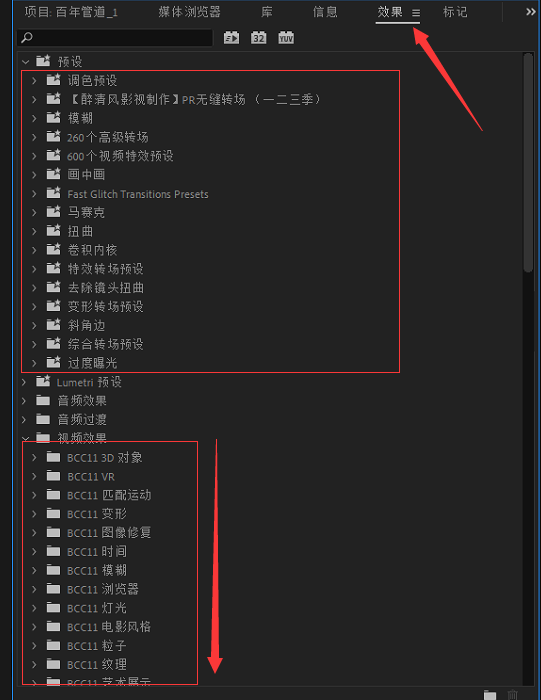 项目: 百年管道_1 媒体浏览器 库 信息 效果 ≡ 标记 >>
32 YUV
预设
调色预设
【醉清风影视制作】PR无缝转场 （一二三季）
模糊
260个高级转场
600个视频特效预设
画中画
Fast Glitch Transitions Presets
马赛克
扭曲
卷积内核
特效转场预设
去除镜头扭曲
变形转场预设
斜角边
综合转场预设
过度曝光
Lumetri 预设
音频效果
音频过渡
视频效果
BCC11 3D 对象
BCC11 VR
BCC11 匹配运动
BCC11 变形
BCC11 图像修复
BCC11 时间
BCC11 模糊
BCC11 浏览器
BCC11 灯光
BCC11 电影风格
BCC11 粒子
BCC11 纹理
BCC11 艺术展示